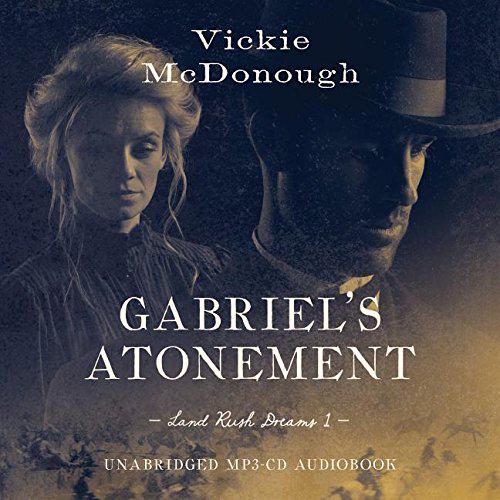 Vickie
McDonough
GABRIEL'S
ATONEMENT
— Land Rush Dreams 1 —
UNABRIDGED MP3-CD AUDIOBOOK